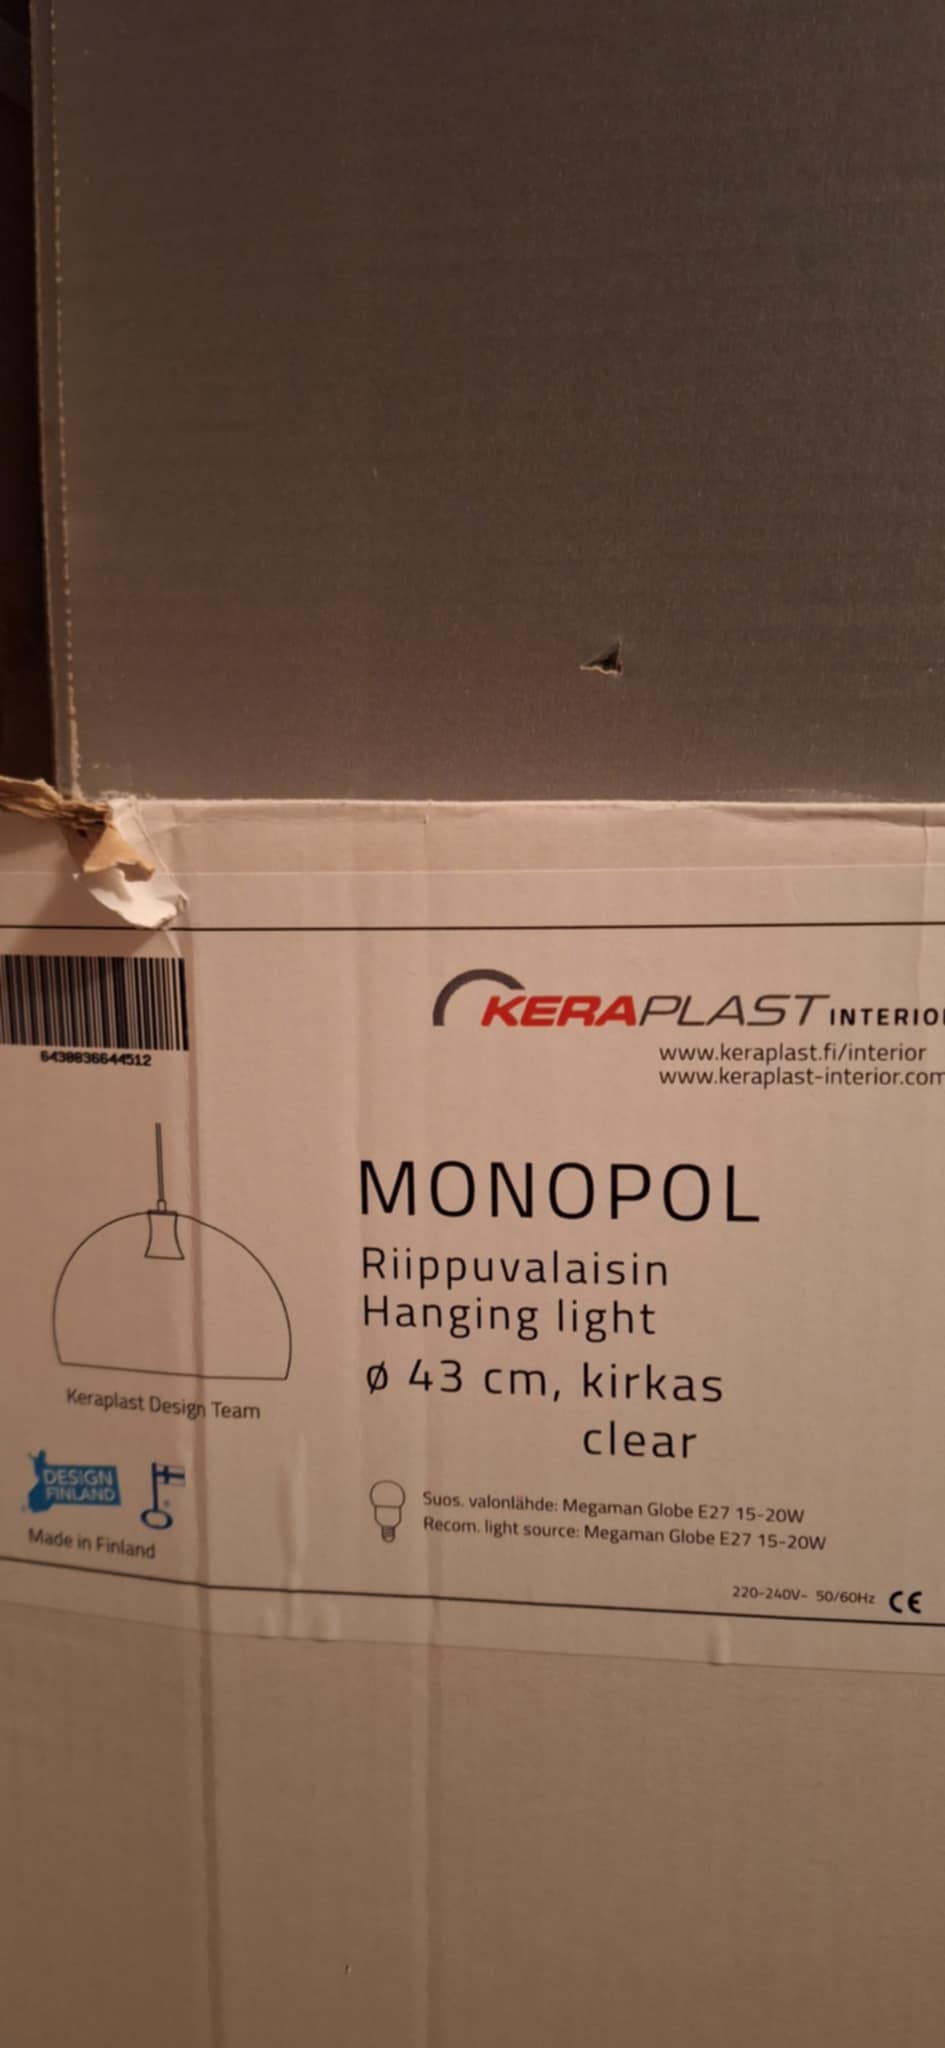 KERAPLAST INTERIOR
www.keraplast.fi/interior
www.keraplast-interior.com
6430036644512
MONOPOL
Riippuvalaisin
Hanging light
ø 43 cm, kirkas
clear
Keraplast Design Team
DESIGN
FINLAND
Made in Finland
Suos. valonlähde: Megaman Globe E27 15-20W
Recom. light source: Megaman Globe E27 15-20W
220-240V~ 50/60Hz CE